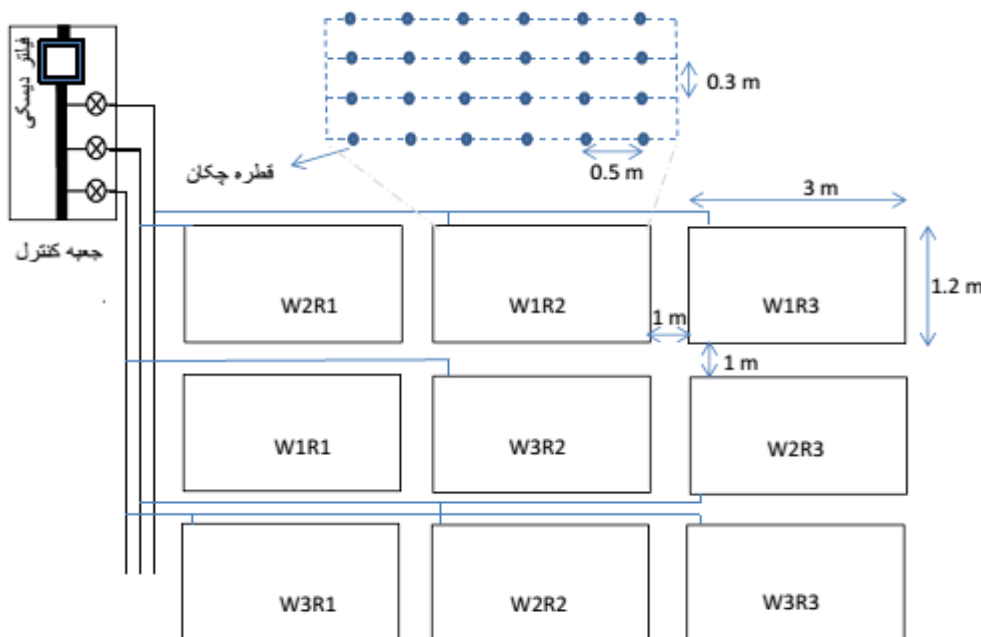 فیلتر دیسکی
جعبه کنترل
.
قطره چکان
0.3 m
0.5 m
3 m
1.2 m
1 m
1 m
W2R1
W1R2
W1R3
W1R1
W3R2
W2R3
W3R1
W2R2
W3R3